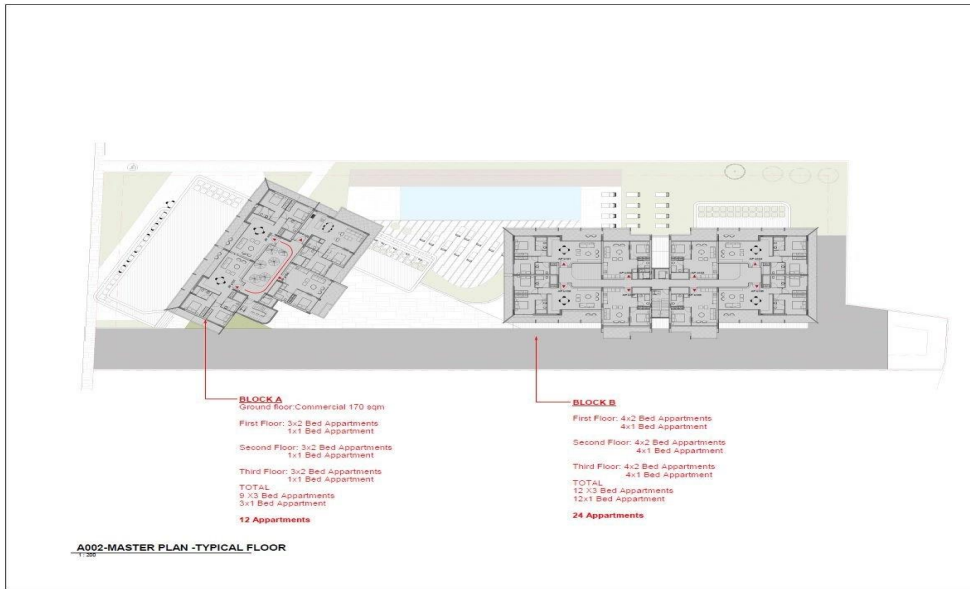 BLOCK A
Ground floor:Commercial 170 sqm
First Floor: 3x2 Bed Appartments
1x1 Bed Appartment
Second Floor: 3x2 Bed Appartments
1x1 Bed Appartment
Third Floor: 3x2 Bed Appartments
1x1 Bed Appartment
TOTAL
9 X3 Bed Appartments
3x1 Bed Appartment
12 Appartments
BLOCK B
First Floor: 4x2 Bed Appartments
4x1 Bed Appartment
Second Floor: 4x2 Bed Appartments
4x1 Bed Appartment
Third Floor: 4x2 Bed Appartments
4x1 Bed Appartment
TOTAL
12 X3 Bed Appartments
12x1 Bed Appartment
24 Appartments
A002-MASTER PLAN -TYPICAL FLOOR
1 : 200